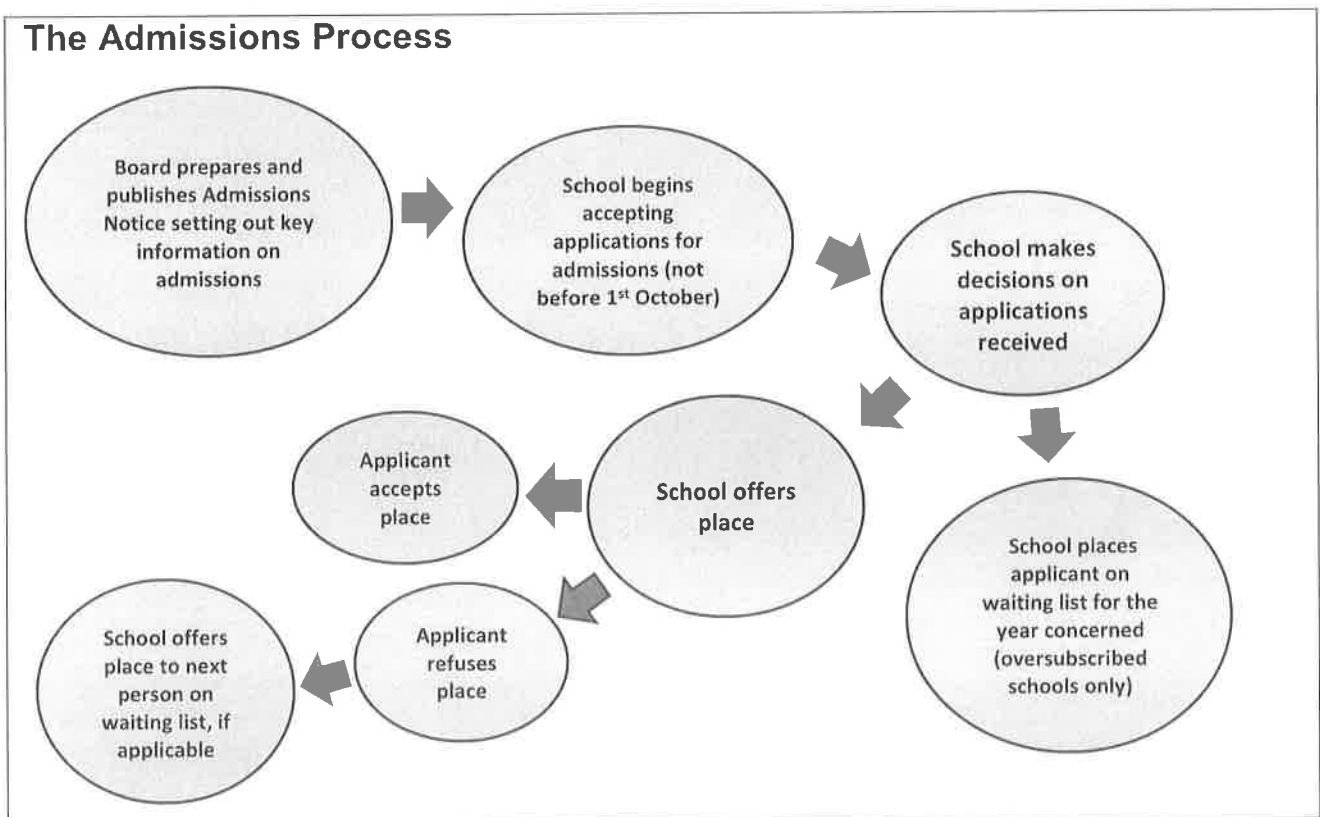 The Admissions Process
Board prepares and
publishes Admissions
Notice setting out key
information on
admissions
School begins
accepting
applications for
admissions (not
before 1st October)
School makes
decisions on
applications
received
School offers
place
Applicant
accepts
place
Applicant
refuses
place
School offers
place to next
person on
waiting list, if
applicable
School places
applicant on
waiting list for the
year concerned
(oversubscribed
schools only)